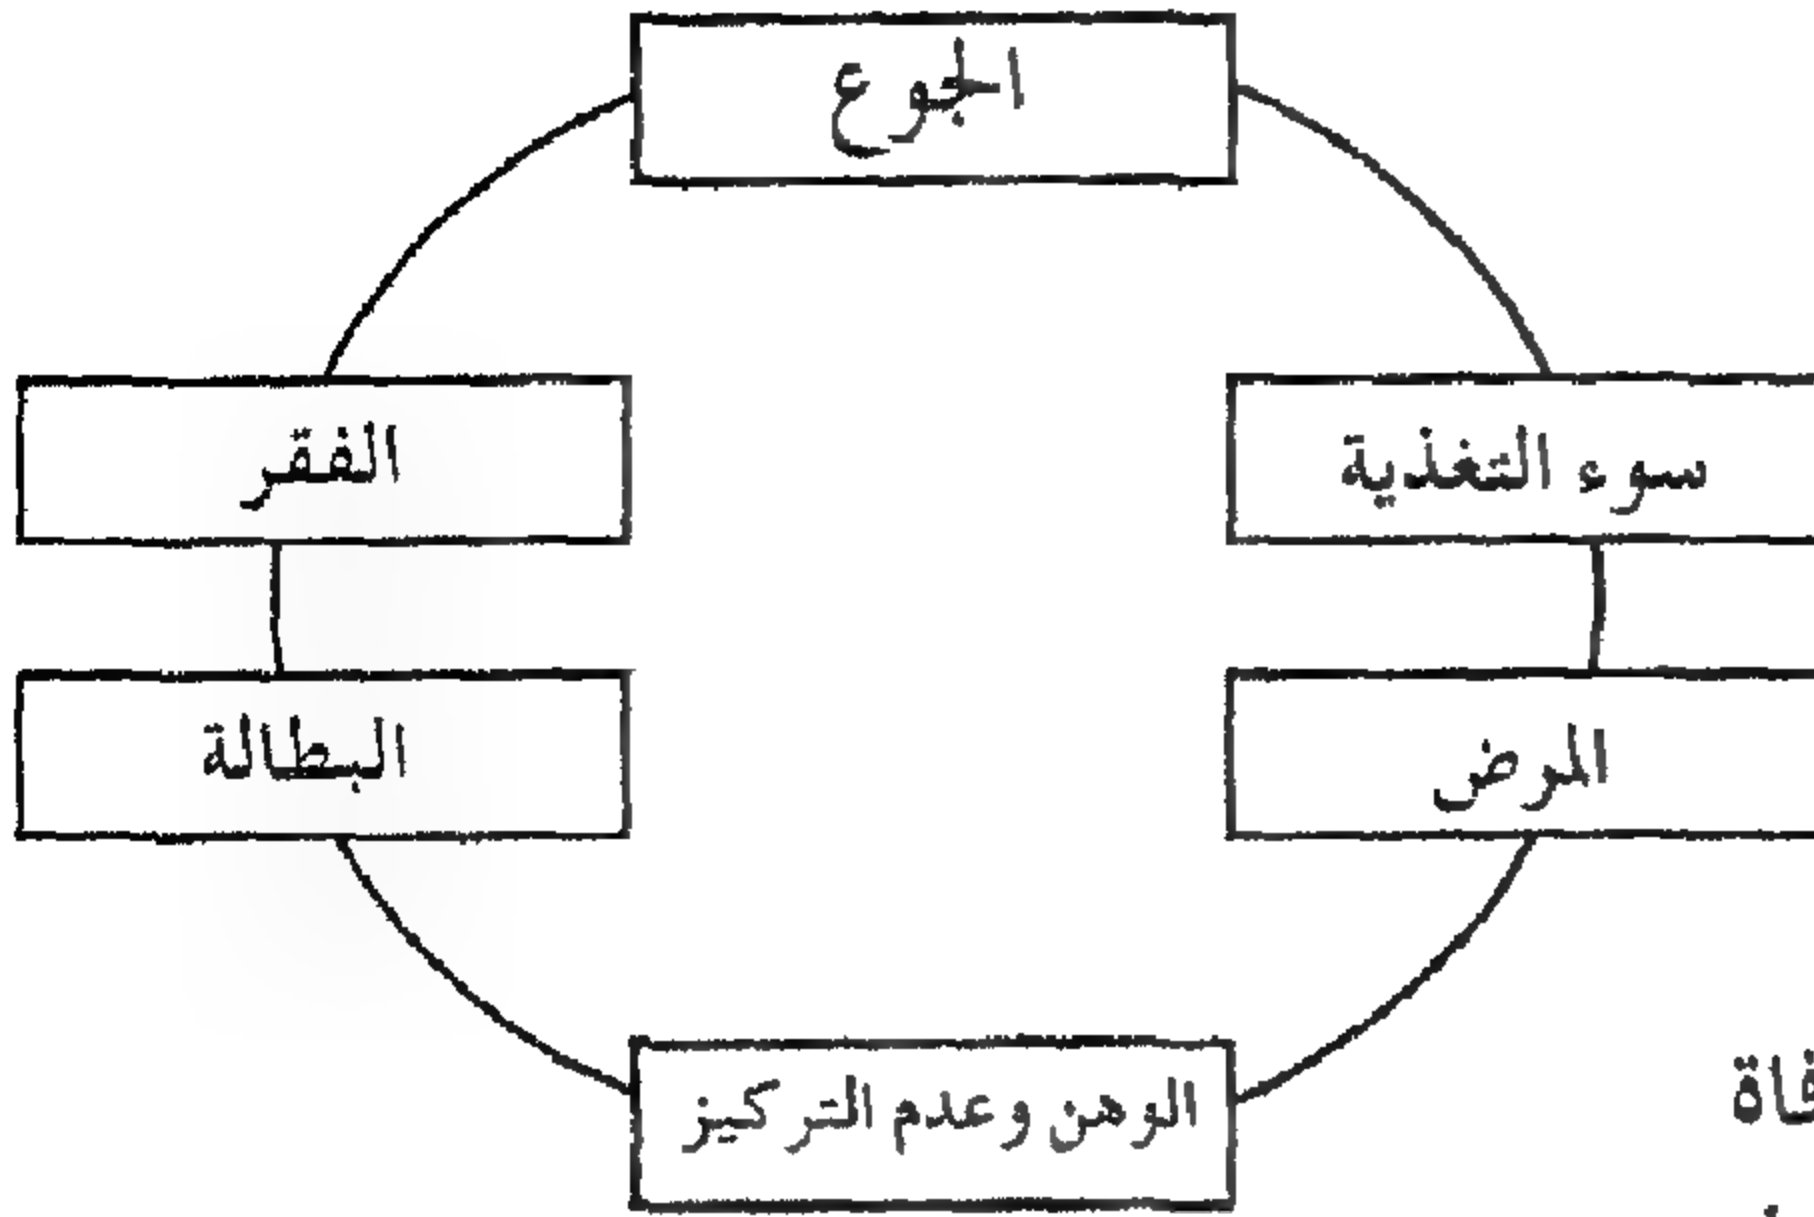 الجوع
سوء التغذية
الفقر
المرض
البطالة
الوهن وعدم التركيز